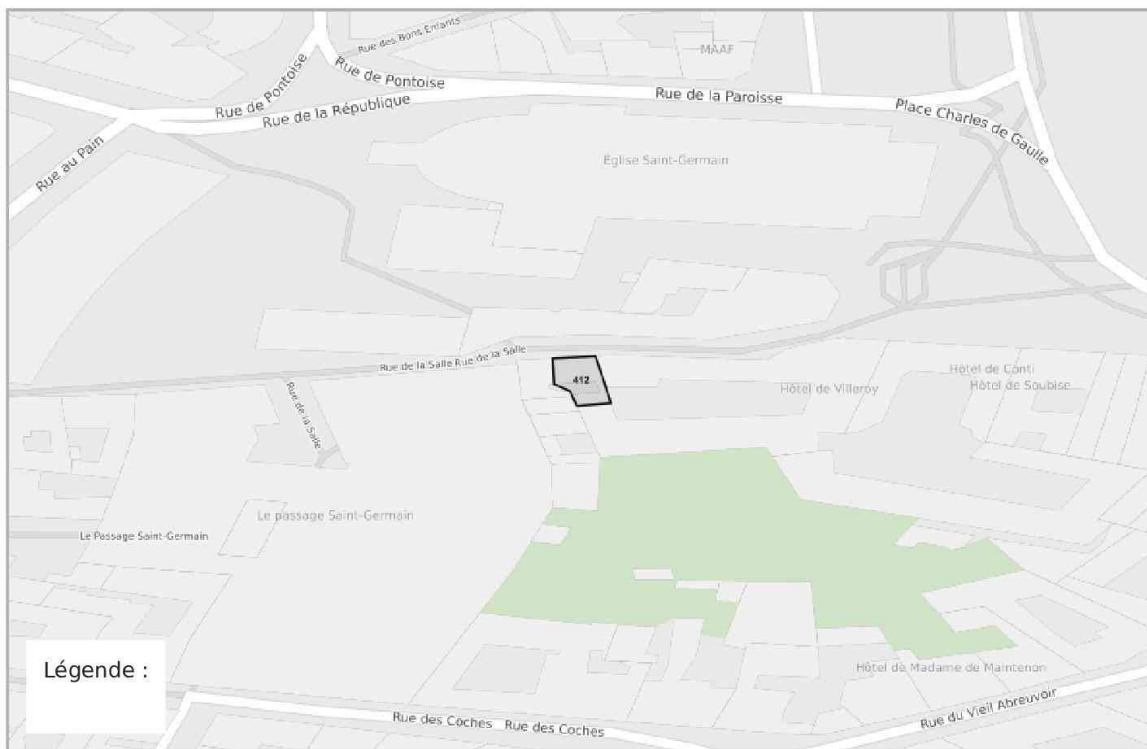 Rue des Bons Enfants
MAAF
Rue de Pontoise
Rue de Pontoise
Rue de la République
Rue de la Paroisse
Place Charles de Gaulle
Rue au Pain
Église Saint-Germain
Rue de la Salle Rue de la Salle
412
Hôtel de Conti
Hôtel de Villeroy
Hôtel de Soubise
Rue de la Salle
Le passage Saint-Germain
Le Passage Saint-Germain
Légende :
Hôtel de Madame de Maintenon
Rue des Coches Rue des Coches
Rue du Vieil Abreuvoir